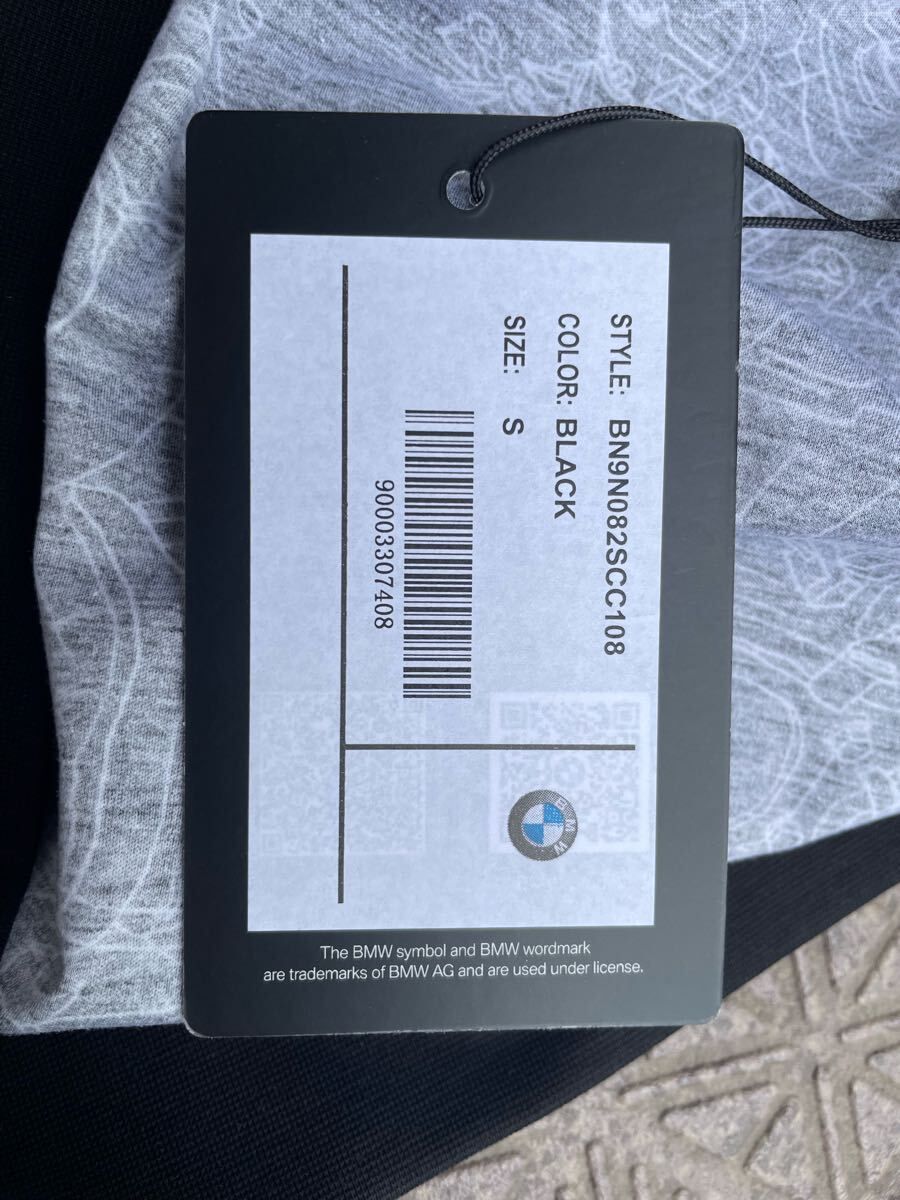 STYLE: BN9N082SCC108
COLOR: BLACK
SIZE: S
90003307408
BMW
The BMW symbol and BMW wordmark
are trademarks of BMW AG and are used under license.